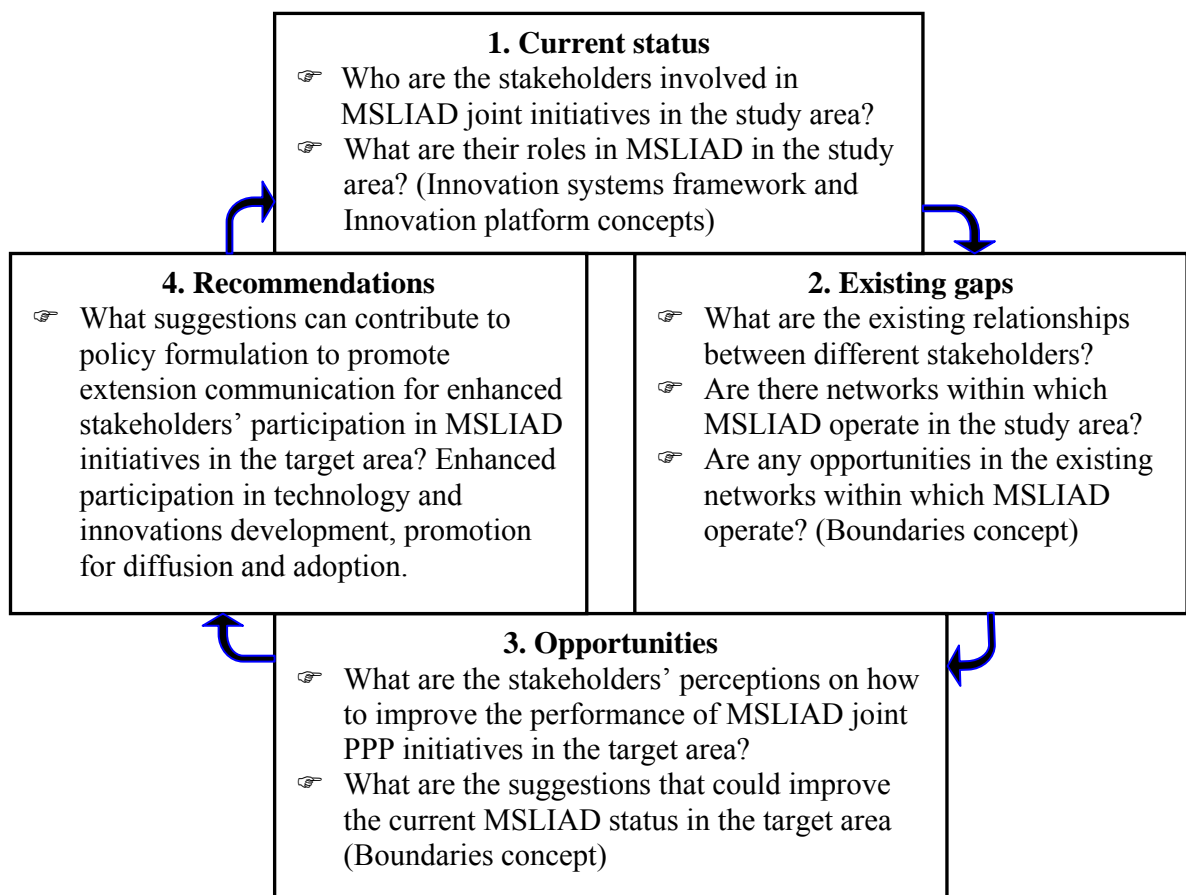 1. Current status
☞ Who are the stakeholders involved in
MSLIAD joint initiatives in the study area?
☞ What are their roles in MSLIAD in the study
area? (Innovation systems framework and
Innovation platform concepts)
4. Recommendations
☞ What suggestions can contribute to
policy formulation to promote
extension communication for enhanced
stakeholders’ participation in MSLIAD
initiatives in the target area? Enhanced
participation in technology and
innovations development, promotion
for diffusion and adoption.
2. Existing gaps
☞ What are the existing relationships
between different stakeholders?
☞ Are there networks within which
MSLIAD operate in the study area?
☞ Are any opportunities in the existing
networks within which MSLIAD
operate? (Boundaries concept)
3. Opportunities
☞ What are the stakeholders’ perceptions on how
to improve the performance of MSLIAD joint
PPP initiatives in the target area?
☞ What are the suggestions that could improve
the current MSLIAD status in the target area
(Boundaries concept)